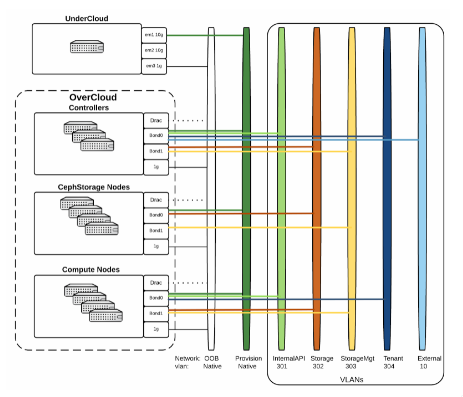 UnderCloud
em1 10g
em2 10g
em3 1g
OverCloud
Controllers
Drac
Bond0
Bond1
1g
CephStorage Nodes
Drac
Bond0
Bond1
1g
Compute Nodes
Drac
Bond0
Bond1
1g
Network: OOB Provision InternalAPI Storage StorageMgt Tenant External
vlan: Native Native 301 302 303 304 10
VLANs